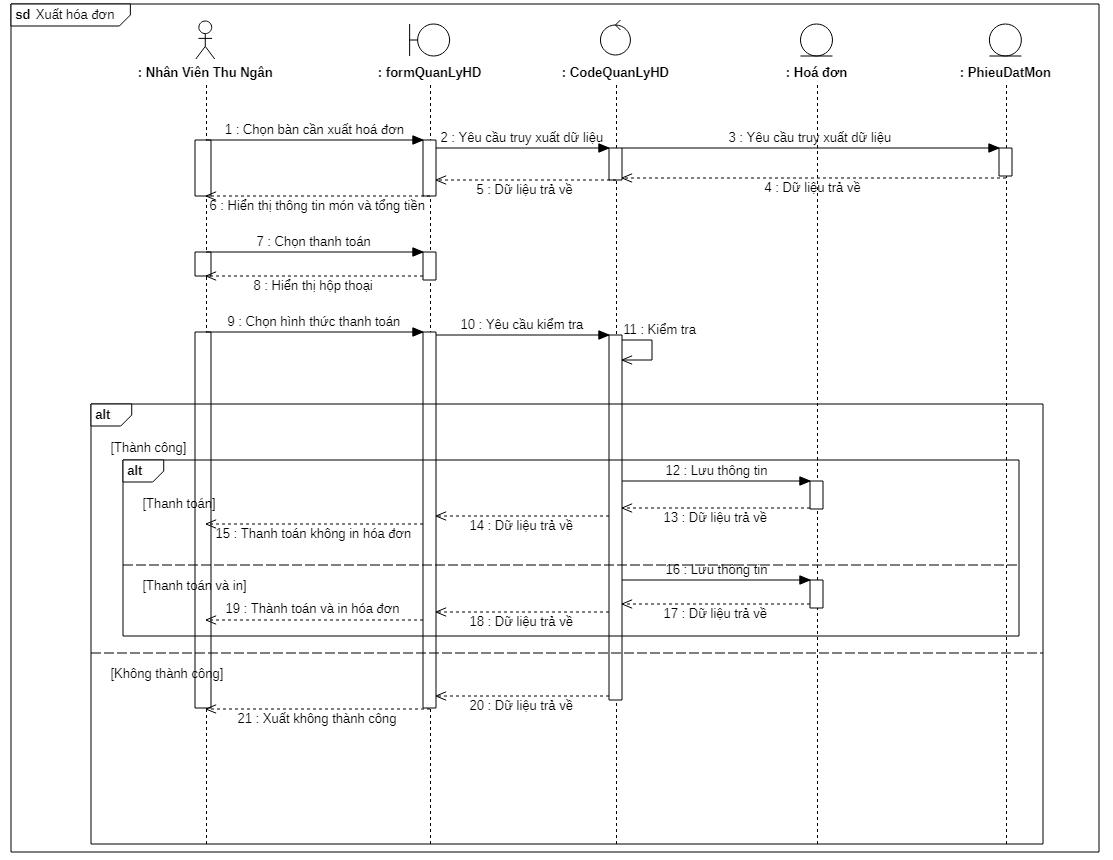 sd Xuất hóa đơn
: Nhân Viên Thu Ngân
: formQuanLyHD
: CodeQuanLyHD
: Hoá đơn
: PhieuDatMon
1 : Chọn bàn cần xuất hoá đơn
2 : Yêu cầu truy xuất dữ liệu
3 : Yêu cầu truy xuất dữ liệu
4 : Dữ liệu trả về
5 : Dữ liệu trả về
6 : Hiển thị thông tin món và tổng tiền
7 : Chọn thanh toán
8 : Hiển thị hộp thoại
9 : Chọn hình thức thanh toán
10 : Yêu cầu kiểm tra
11 : Kiểm tra
alt
[Thành công]
alt
12 : Lưu thông tin
[Thanh toán]
13 : Dữ liệu trả về
14 : Dữ liệu trả về
15 : Thanh toán không in hóa đơn
16 : Lưu thông tin
[Thanh toán và in]
17 : Dữ liệu trả về
18 : Dữ liệu trả về
19 : Thành toán và in hóa đơn
[Không thành công]
20 : Dữ liệu trả về
21 : Xuất không thành công